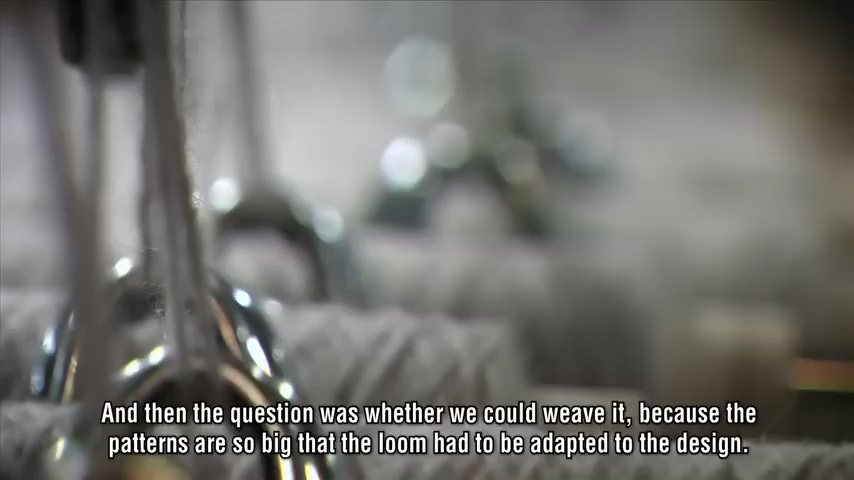 And then the question was whether we could weave it, because the
patterns are so big that the loom had to be adapted to the design.